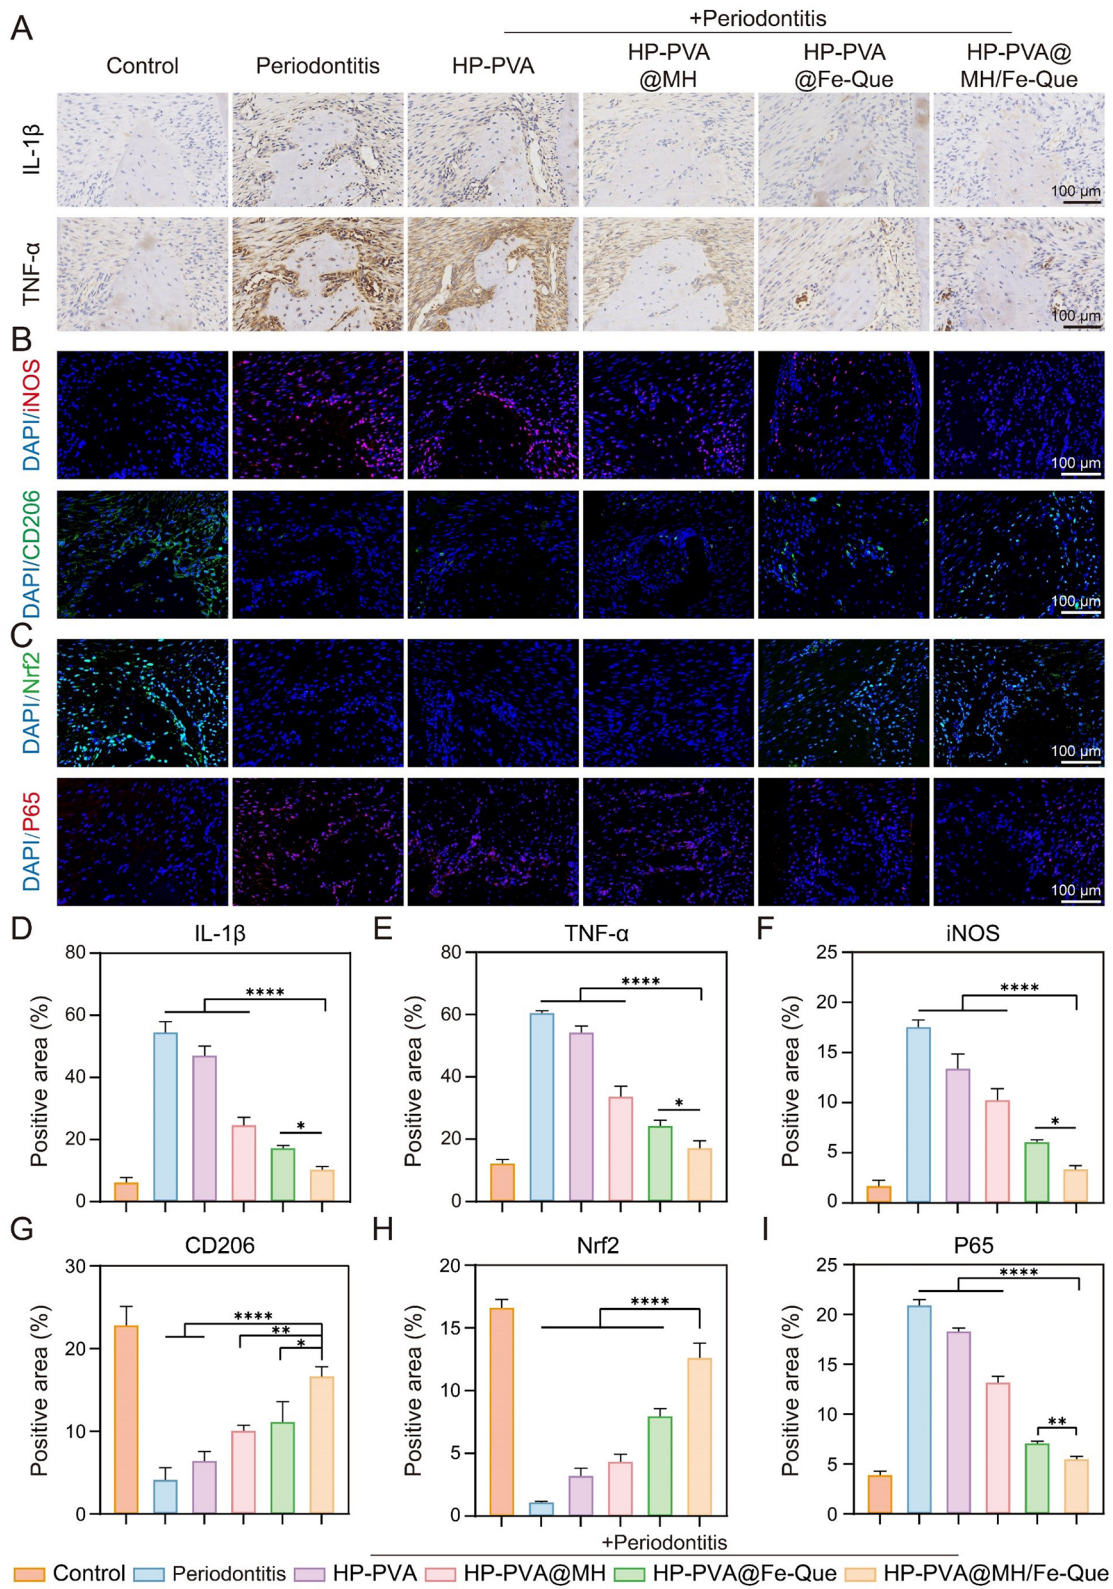 A
+Periodontitis
Control
Periodontitis
HP-PVA
HP-PVA
@MH
HP-PVA
@Fe-Que
HP-PVA@
MH/Fe-Que
IL-1β
100 μm
TNF-α
100 μm
B
DAPI/iNOS
100 μm
DAPI/CD206
100 μm
C
DAPI/Nrf2
100 μm
DAPI/P65
100 μm
D
IL-1β
Positive area (%)
80
60
40
20
0
****
*
E
TNF-α
Positive area (%)
80
60
40
20
0
****
*
F
iNOS
Positive area (%)
25
20
15
10
5
0
****
*
G
CD206
Positive area (%)
30
20
10
0
****
**
*
H
Nrf2
Positive area (%)
20
15
10
5
0
****
I
P65
Positive area (%)
25
20
15
10
5
0
****
**
+Periodontitis
Control
Periodontitis
HP-PVA
HP-PVA@MH
HP-PVA@Fe-Que
HP-PVA@MH/Fe-Que